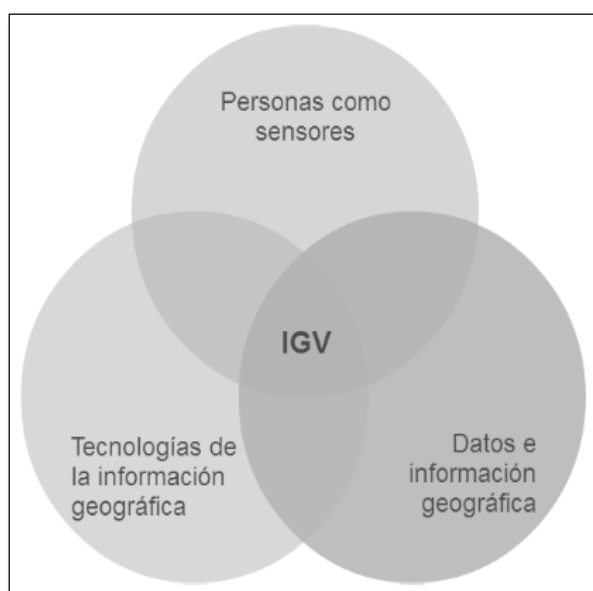 Personas como
sensores
IGV
Tecnologías de
la información
geográfica
Datos e
información
geográfica